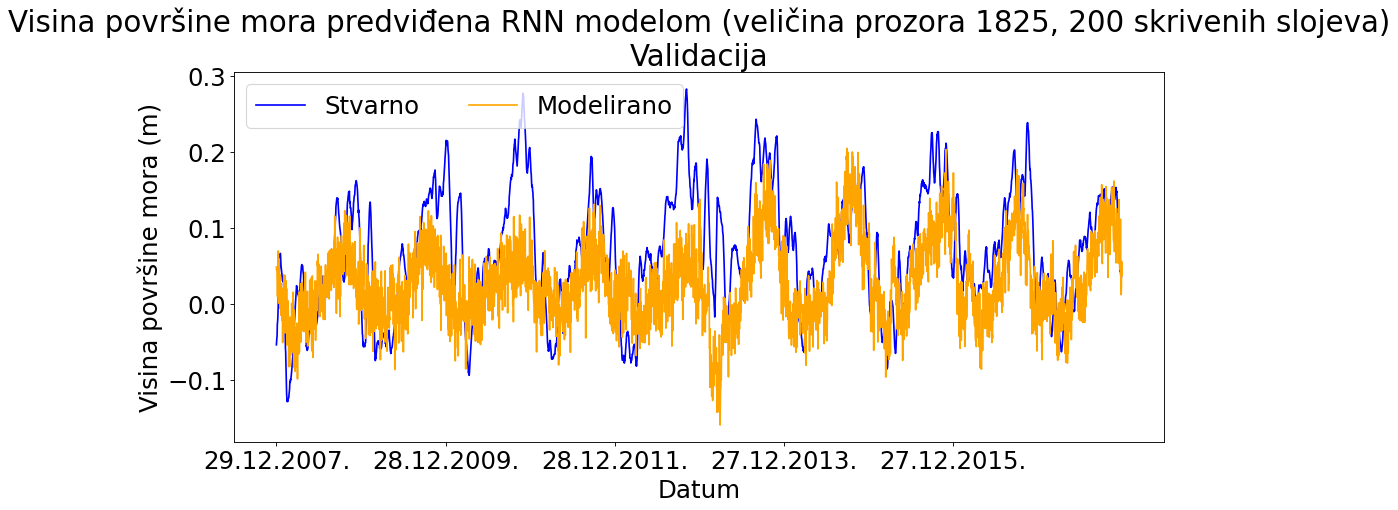 Visina površine mora predviđena RNN modelom (veličina prozora 1825, 200 skrivenih slojeva)
Validacija
Stvarno Modelirano
Visina površine mora (m)
0.3
0.2
0.1
0.0
−0.1
29.12.2007. 28.12.2009. 28.12.2011. 27.12.2013. 27.12.2015.
Datum